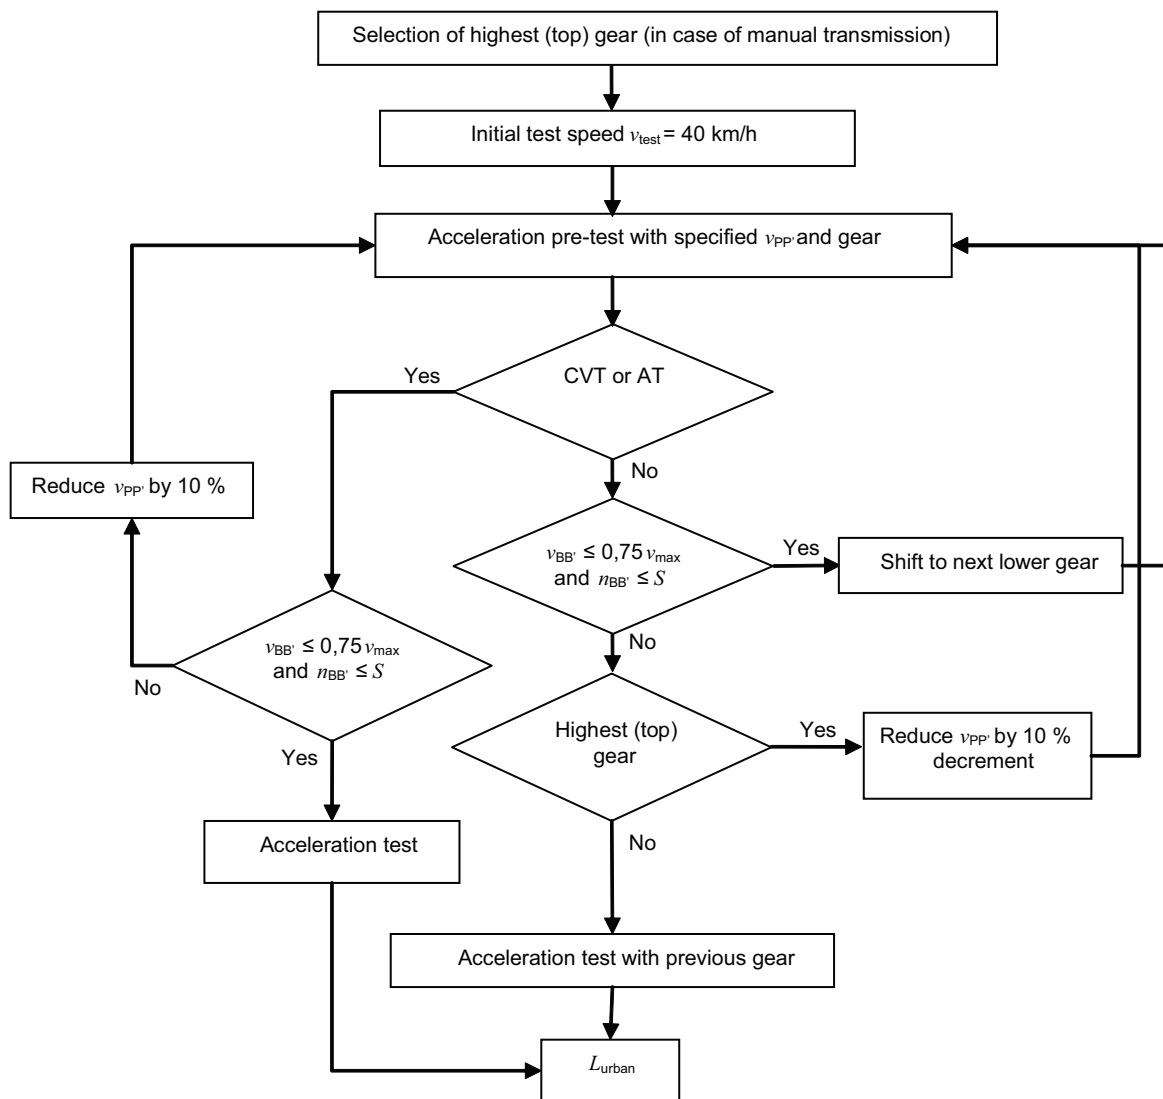 Selection of highest (top) gear (in case of manual transmission)
Initial test speed vtest = 40 km/h
Acceleration pre-test with specified vPP' and gear
Yes
CVT or AT
No
Reduce vPP' by 10 %
vBB' ≤ 0,75 vmax
and nBB' ≤ S
Yes
Shift to next lower gear
No
vBB' ≤ 0,75 vmax
and nBB' ≤ S
No
Yes
Highest (top)
gear
Yes
Reduce vPP' by 10 %
decrement
No
Acceleration test
Acceleration test with previous gear
Lurban